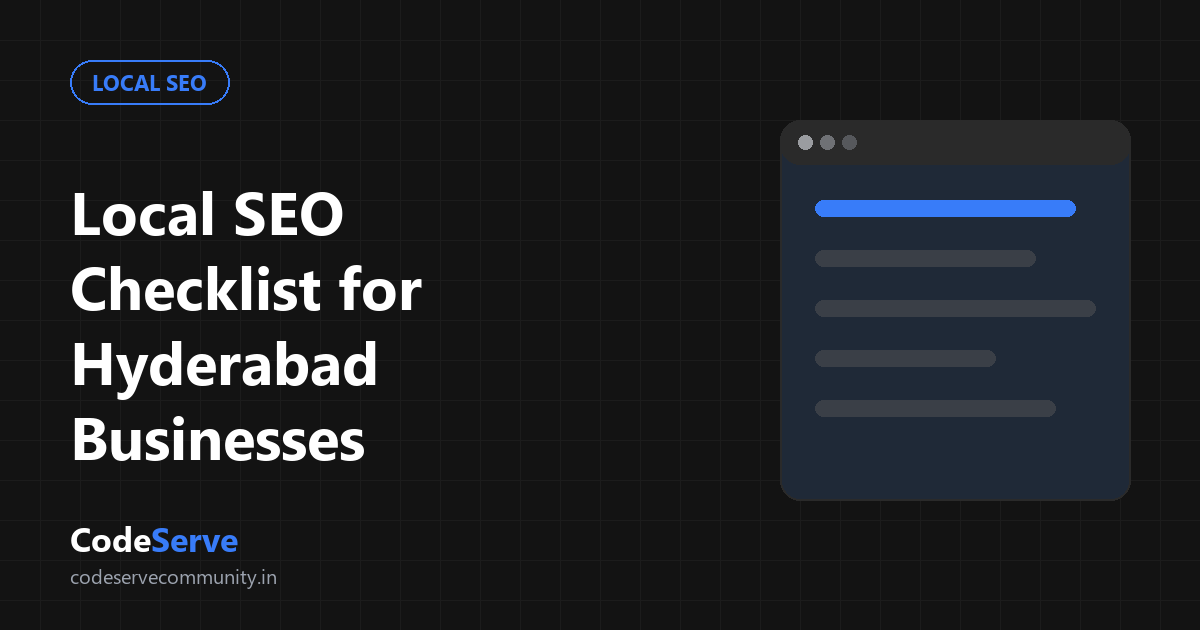 LOCAL SEO
Local SEO
Checklist for
Hyderabad
Businesses
CodeServe
codeservecommunity.in